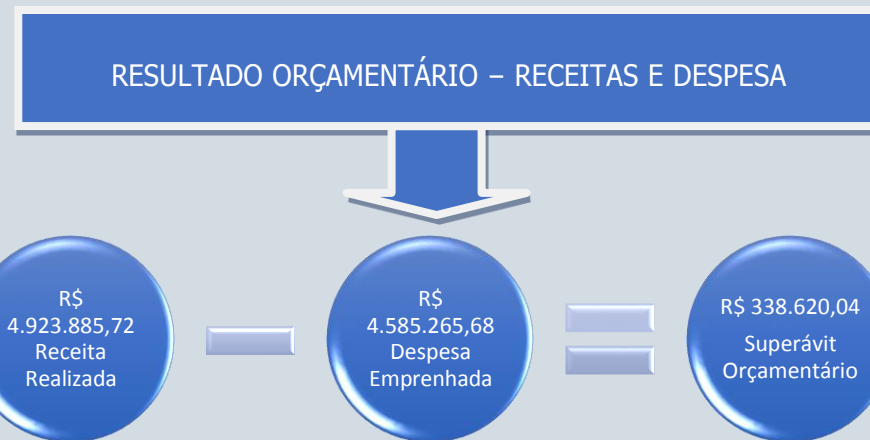 RESULTADO ORÇAMENTÁRIO – RECEITAS E DESPESA
R$
4.923.885,72
Receita
Realizada
R$
4.585.265,68
Despesa
Emprenhada
R$ 338.620,04
Superávit
Orçamentário